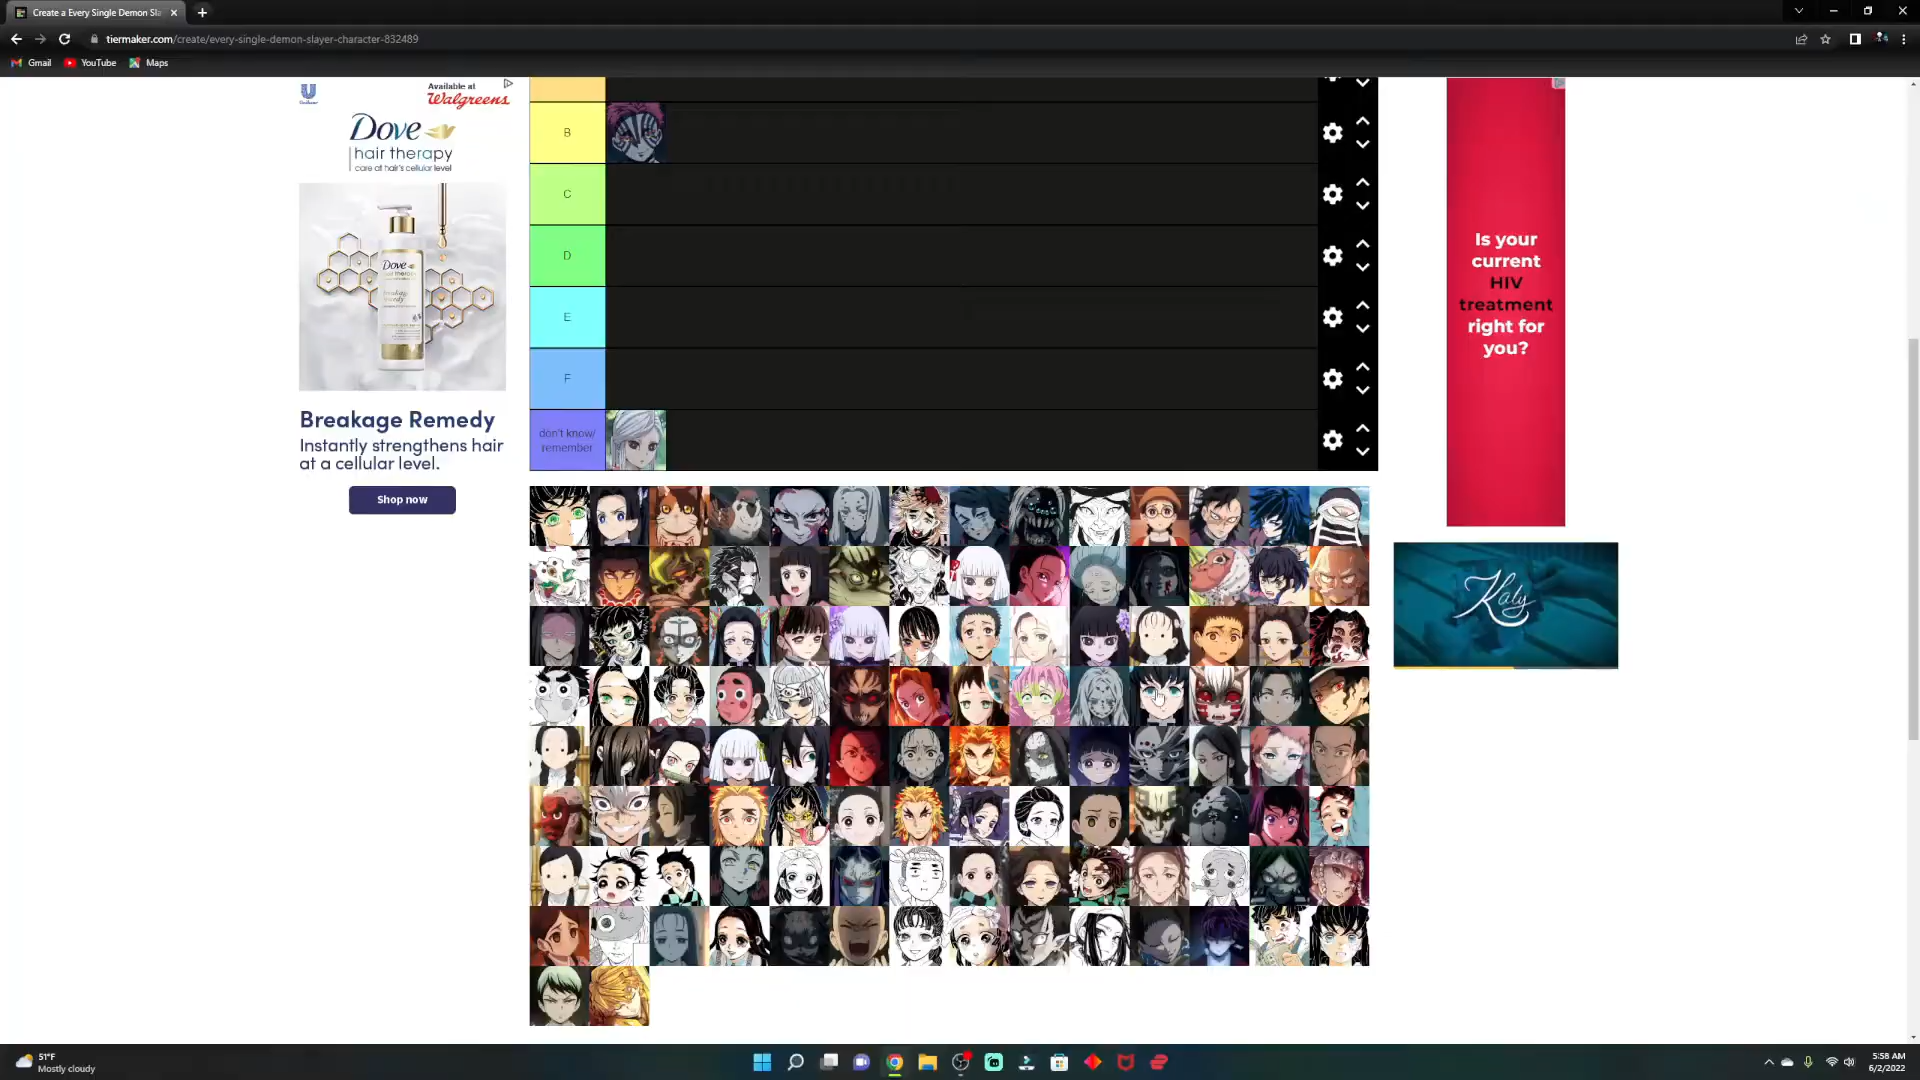 Create a Every Single Demon Sla
tiermaker.com/create/every-single-demon-slayer-character-832489
Gmail
YouTube
Maps
Available at
Walgreens
Dove
hair therapy
care at hair's cellular level
Dove
Breakage Remedy
Instantly strengthens hair
at a cellular level.
Shop now
B
C
D
E
F
don't know/
remember
Is your
current
HIV
treatment
right for
you?
Katy
51°F
Mostly cloudy
5:58 AM
6/2/2022